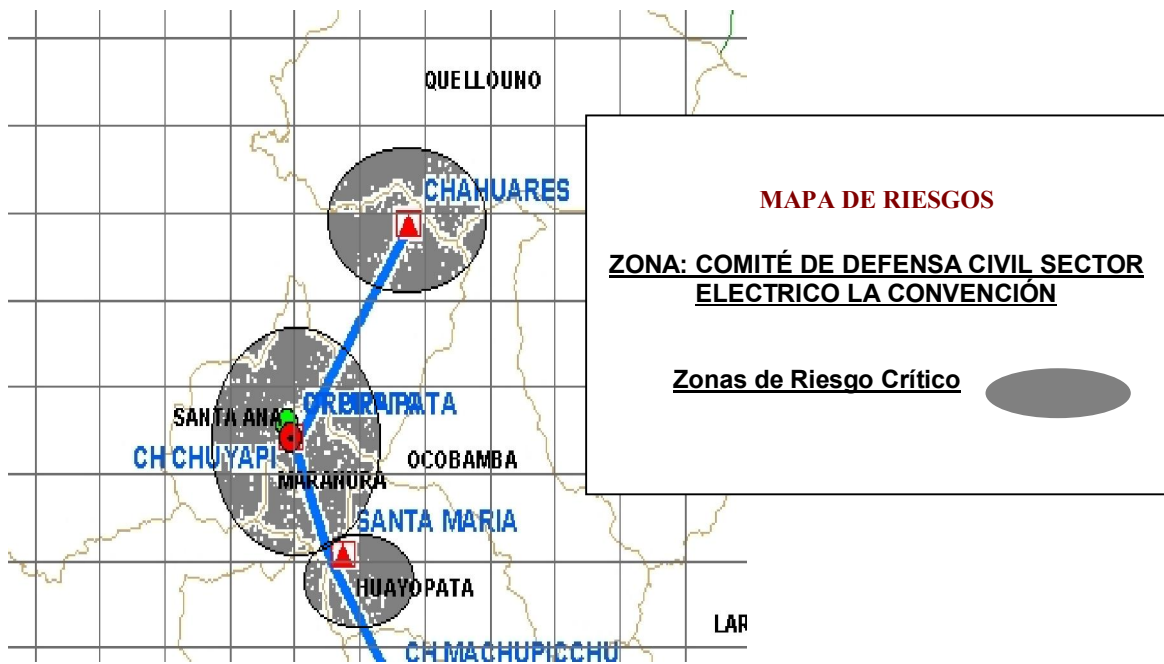 QUELLOUNO
CHAHUARES
SANTA ANA
CH CHUYAPI
OCOBAMBA
MARANURA
SANTA MARIA
HUAYOPATA
LAR
CH MACHUPICCHU
MAPA DE RIESGOS
ZONA: COMITÉ DE DEFENSA CIVIL SECTOR
ELECTRICO LA CONVENCIÓN
Zonas de Riesgo Crítico